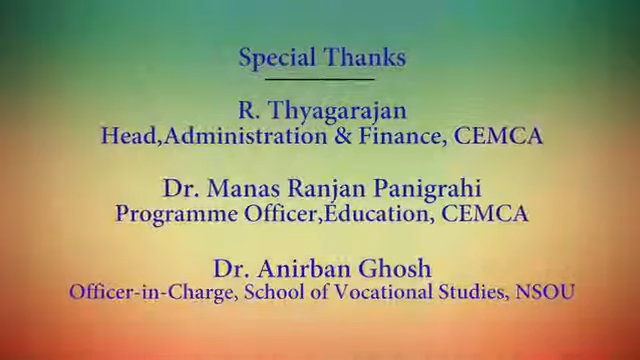 Special Thanks
R. Thyagarajan
Head,Administration & Finance, CEMCA
Dr. Manas Ranjan Panigrahi
Programme Officer,Education, CEMCA
Dr. Anirban Ghosh
Officer-in-Charge, School of Vocational Studies, NSOU